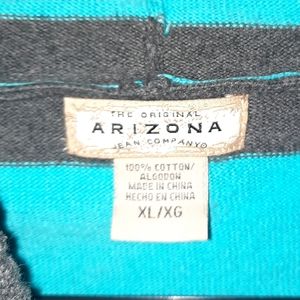 THE ORIGINAL
ARIZONA
JEAN COMPANY®
100% COTTON/
ALGODON
MADE IN CHINA
HECHO EN CHINA
XL/XG